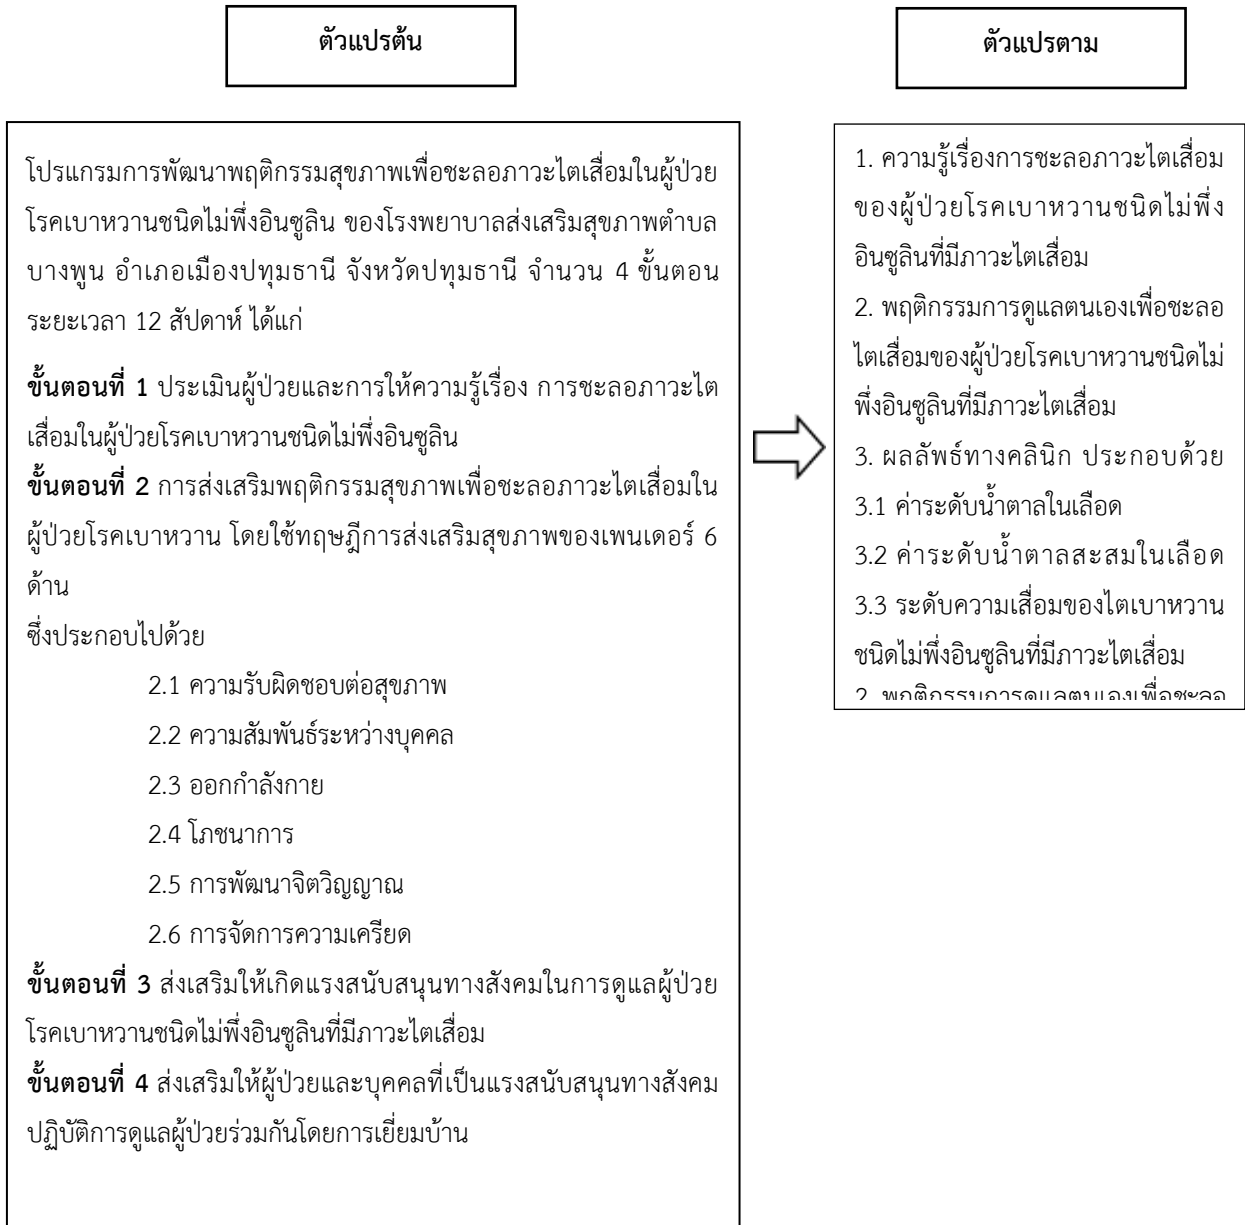 ตัวแปรต้น
ตัวแปรตาม
โปรแกรมการพัฒนาพฤติกรรมสุขภาพเพื่อชะลอภาวะไตเสื่อมในผู้ป่วย
โรคเบาหวานชนิดไม่พึ่งอินซูลิน ของโรงพยาบาลส่งเสริมสุขภาพตำบล
บางพูน อำเภอเมืองปทุมธานี จังหวัดปทุมธานี จำนวน 4 ขั้นตอน
ระยะเวลา 12 สัปดาห์ ได้แก่
ขั้นตอนที่ 1 ประเมินผู้ป่วยและการให้ความรู้เรื่อง การชะลอภาวะไต
เสื่อมในผู้ป่วยโรคเบาหวานชนิดไม่พึ่งอินซูลิน
ขั้นตอนที่ 2 การส่งเสริมพฤติกรรมสุขภาพเพื่อชะลอภาวะไตเสื่อมใน
ผู้ป่วยโรคเบาหวาน โดยใช้ทฤษฎีการส่งเสริมสุขภาพของเพนเดอร์ 6
ด้าน
ซึ่งประกอบไปด้วย
2.1 ความรับผิดชอบต่อสุขภาพ
2.2 ความสัมพันธ์ระหว่างบุคคล
2.3 ออกกำลังกาย
2.4 โภชนาการ
2.5 การพัฒนาจิตวิญญาณ
2.6 การจัดการความเครียด
ขั้นตอนที่ 3 ส่งเสริมให้เกิดแรงสนับสนุนทางสังคมในการดูแลผู้ป่วย
โรคเบาหวานชนิดไม่พึ่งอินซูลินที่มีภาวะไตเสื่อม
ขั้นตอนที่ 4 ส่งเสริมให้ผู้ป่วยและบุคคลที่เป็นแรงสนับสนุนทางสังคม
ปฏิบัติการดูแลผู้ป่วยร่วมกันโดยการเยี่ยมบ้าน
1. ความรู้เรื่องการชะลอภาวะไตเสื่อม
ของผู้ป่วยโรคเบาหวานชนิดไม่พึ่ง
อินซูลินที่มีภาวะไตเสื่อม
2. พฤติกรรมการดูแลตนเองเพื่อชะลอ
ไตเสื่อมของผู้ป่วยโรคเบาหวานชนิดไม่
พึ่งอินซูลินที่มีภาวะไตเสื่อม
3. ผลลัพธ์ทางคลินิก ประกอบด้วย
3.1 ค่าระดับน้ำตาลในเลือด
3.2 ค่าระดับน้ำตาลสะสมในเลือด
3.3 ระดับความเสื่อมของไตเบาหวาน
ชนิดไม่พึ่งอินซูลินที่มีภาวะไตเสื่อม
2. พฤติกรรมการดูแลตนเองเพื่อชะลอ